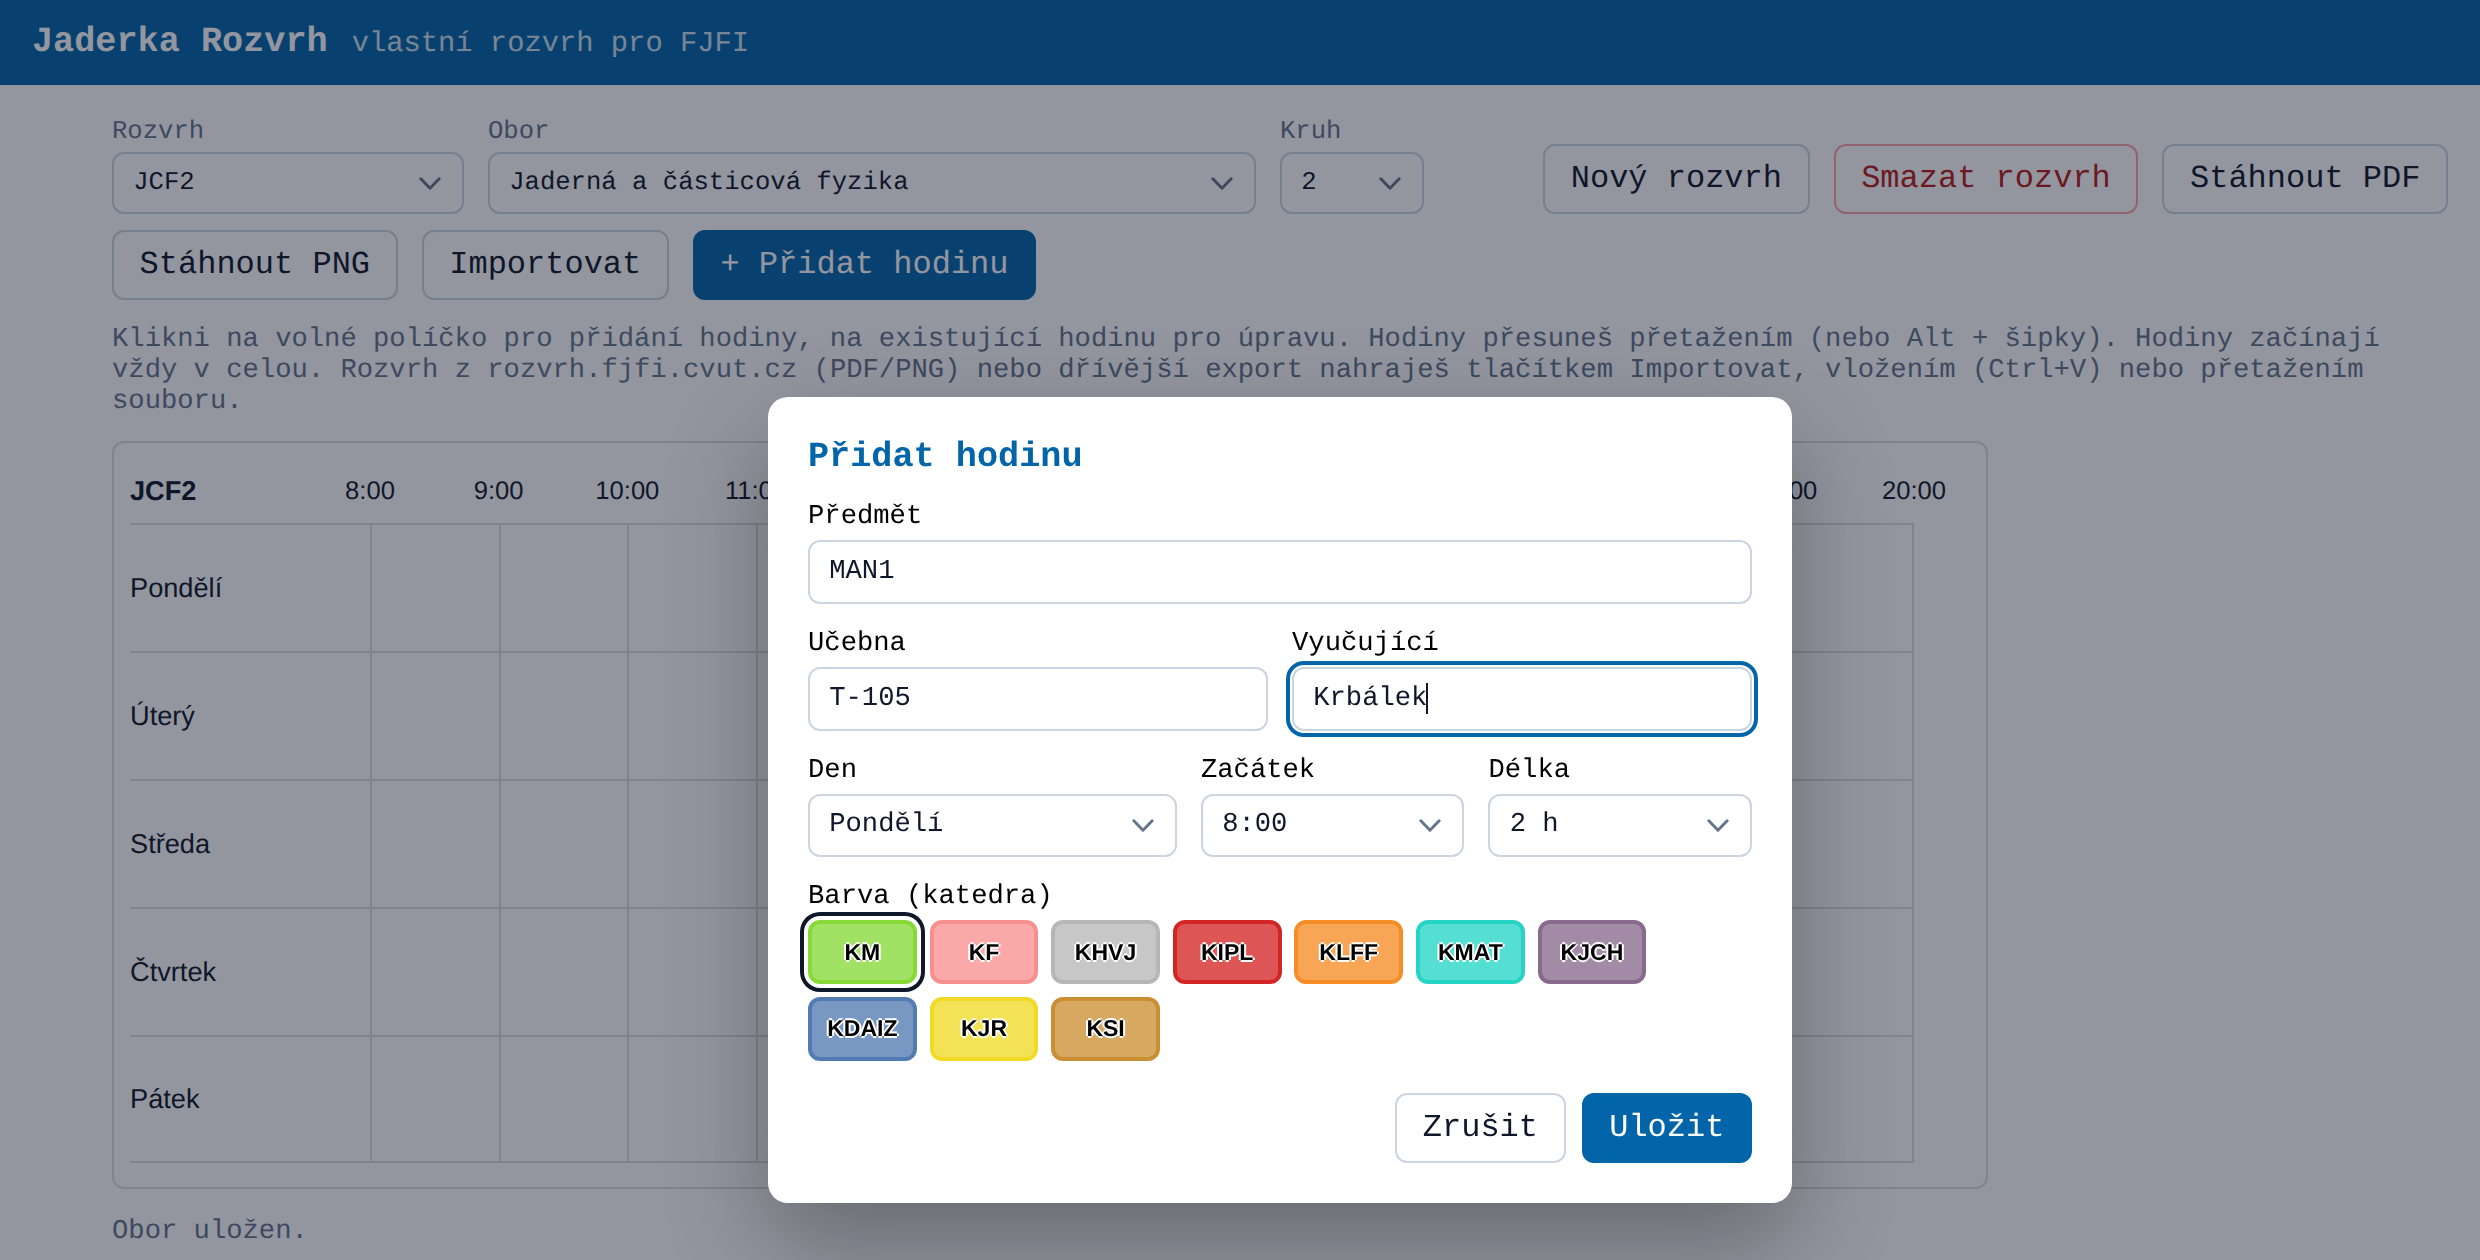 Jaderka Rozvrh vlastní rozvrh pro FJFI
Rozvrh Obor Kruh
JCF2 Jaderná a částicová fyzika 2 Nový rozvrh Smazat rozvrh Stáhnout PDF
Stáhnout PNG Importovat + Přidat hodinu
Klikni na volné políčko pro přidání hodiny, na existující hodinu pro úpravu. Hodiny přesuneš přetažením (nebo Alt + šipky). Hodiny začínají
vždy v celou. Rozvrh z rozvrh.fjfi.cvut.cz (PDF/PNG) nebo dřívější export nahraješ tlačítkem Importovat, vložením (Ctrl+V) nebo přetažením
souboru.
JCF2 8:00 9:00 10:00 11:0 00 20:00
Pondělí
Úterý
Středa
Čtvrtek
Pátek
Přidat hodinu
Předmět
MAN1
Učebna Vyučující
T-105 Krbálek
Den Začátek Délka
Pondělí 8:00 2 h
Barva (katedra)
KM KF KHVJ KIPL KLFF KMAT KJCH
KDAIZ KJR KSI
Zrušit Uložit
Obor uložen.